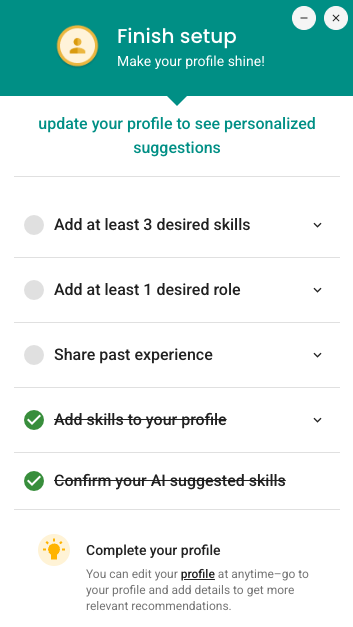 Finish setup
Make your profile shine!
update your profile to see personalized
suggestions
Add at least 3 desired skills
Add at least 1 desired role
Share past experience
Add skills to your profile
Confirm your AI suggested skills
Complete your profile
You can edit your profile at anytime–go to
your profile and add details to get more
relevant recommendations.